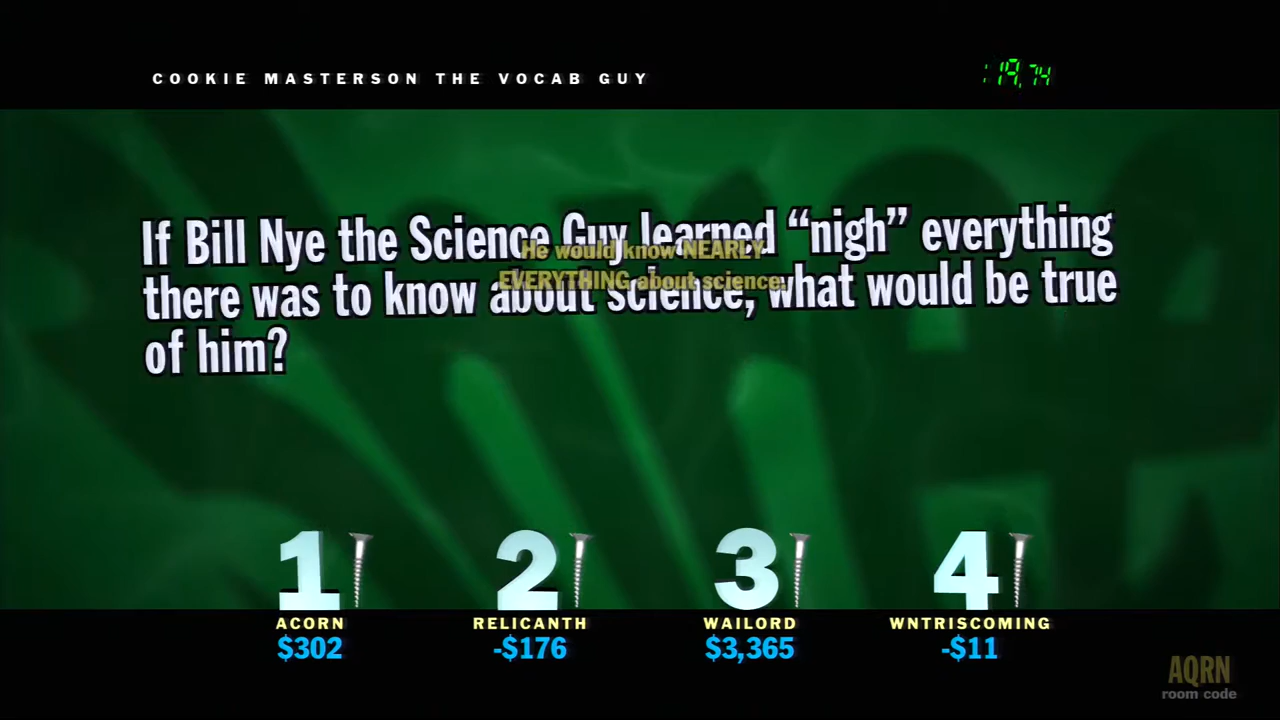 COOKIE MASTERSON THE VOCAB GUY
:19.74
If Bill Nye the Science Guy learned “nigh” everything
there was to know about science, what would be true
of him?
He would know NEARLY
EVERYTHING about science.
1 2 3 4
ACORN RELICANTH WAILORD WNTRISCOMING
$302 -$176 $3,365 -$11
AQRN
room code